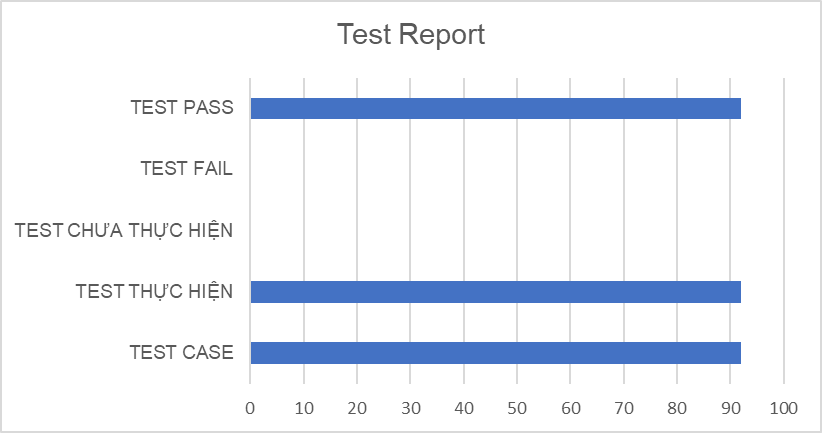 Test Report
TEST PASS
TEST FAIL
TEST CHƯA THỰC HIỆN
TEST THỰC HIỆN
TEST CASE
0 10 20 30 40 50 60 70 80 90 100